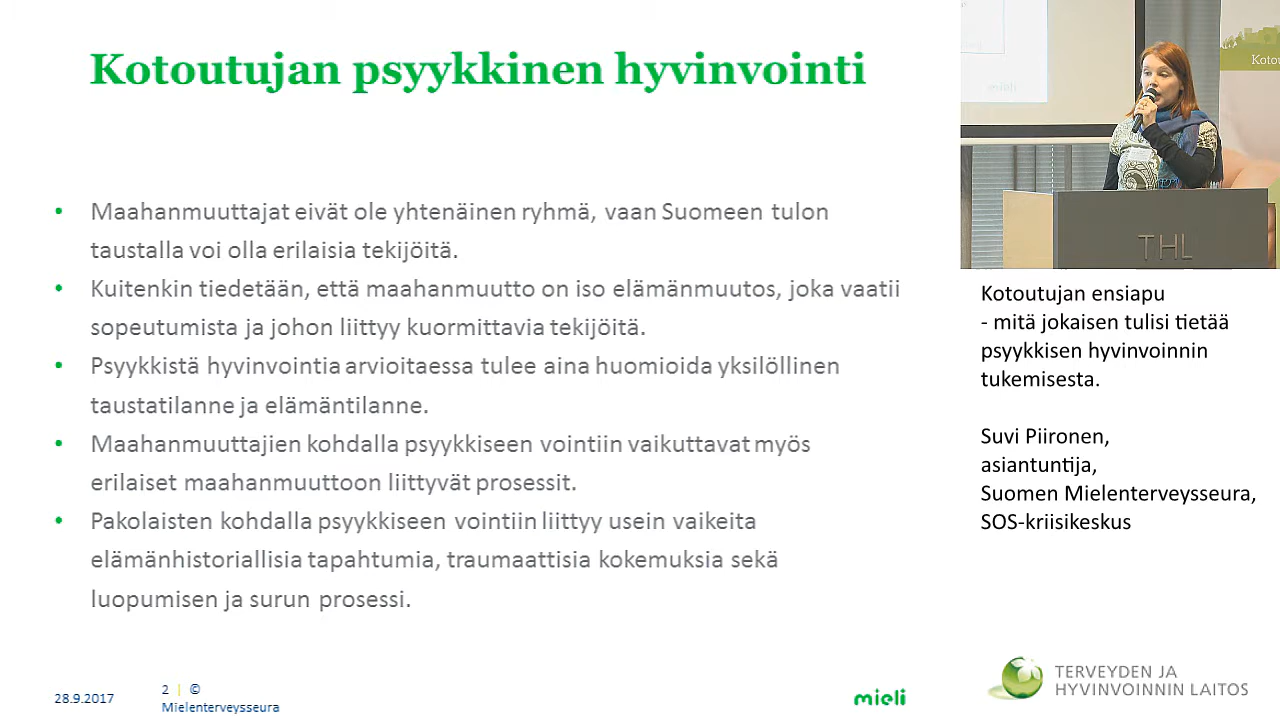 Kotoutujan psyykkinen hyvinvointi
• Maahanmuuttajat eivät ole yhtenäinen ryhmä, vaan Suomeen tulon
taustalla voi olla erilaisia tekijöitä.
• Kuitenkin tiedetään, että maahanmuutto on iso elämänmuutos, joka vaatii
sopeutumista ja johon liittyy kuormittavia tekijöitä.
• Psyykkistä hyvinvointia arvioitaessa tulee aina huomioida yksilöllinen
taustatilanne ja elämäntilanne.
• Maahanmuuttajien kohdalla psyykkiseen vointiin vaikuttavat myös
erilaiset maahanmuuttoon liittyvät prosessit.
• Pakolaisten kohdalla psyykkiseen vointiin liittyy usein vaikeita
elämänhistoriallisia tapahtumia, traumaattisia kokemuksia sekä
luopumisen ja surun prosessi.
28.9.2017
2 | ©
Mielenterveysseura
mieli
mieli
Kotou
THL
Kotoutujan ensiapu
- mitä jokaisen tulisi tietää
psyykkisen hyvinvoinnin
tukemisesta.
Suvi Piironen,
asiantuntija,
Suomen Mielenterveysseura,
SOS-kriisikeskus
TERVEYDEN JA
HYVINVOINNIN LAITOS